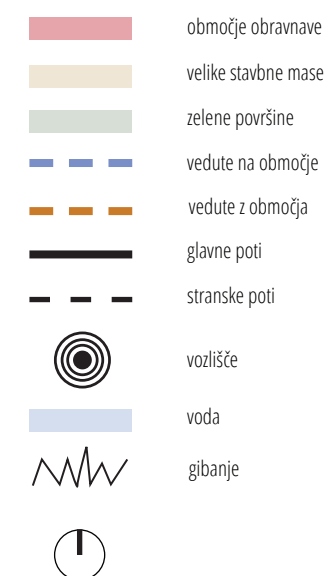 območje obravnave
velike stavbne mase
zelene površine
vedute na območje
vedute z območja
glavne poti
stranske poti
vozlišče
voda
gibanje